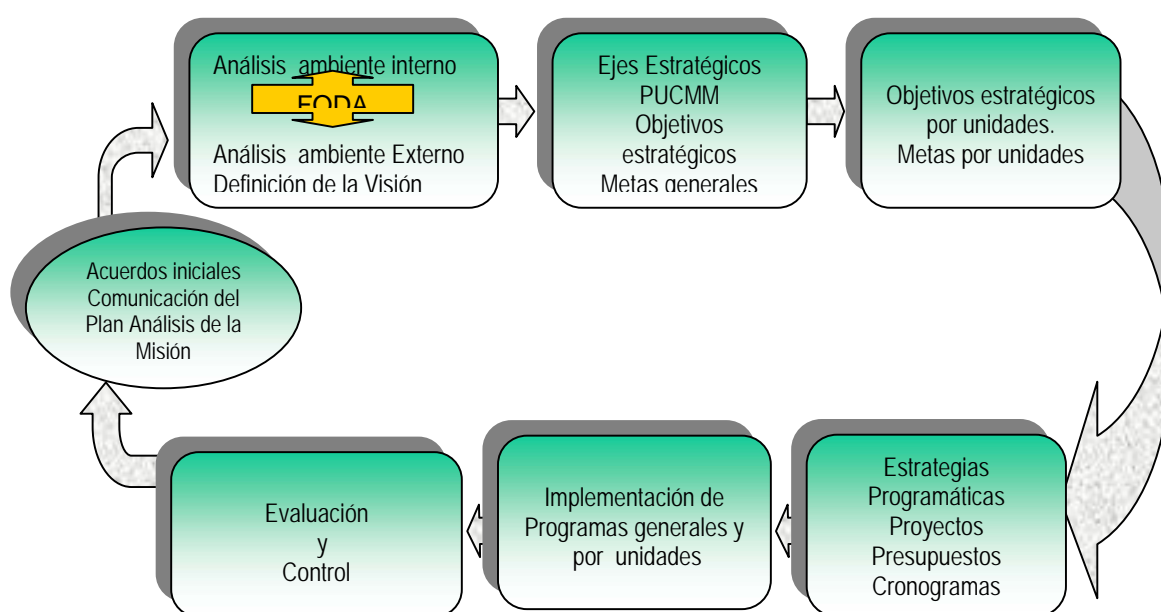 Análisis ambiente interno
FODA
Análisis ambiente Externo
Definición de la Visión
Ejes Estratégicos
PUCMM
Objetivos
estratégicos
Metas generales
Objetivos estratégicos
por unidades.
Metas por unidades
Acuerdos iniciales
Comunicación del
Plan Análisis de la
Misión
Evaluación
y
Control
Implementación de
Programas generales y
por unidades
Estrategias
Programáticas
Proyectos
Presupuestos
Cronogramas